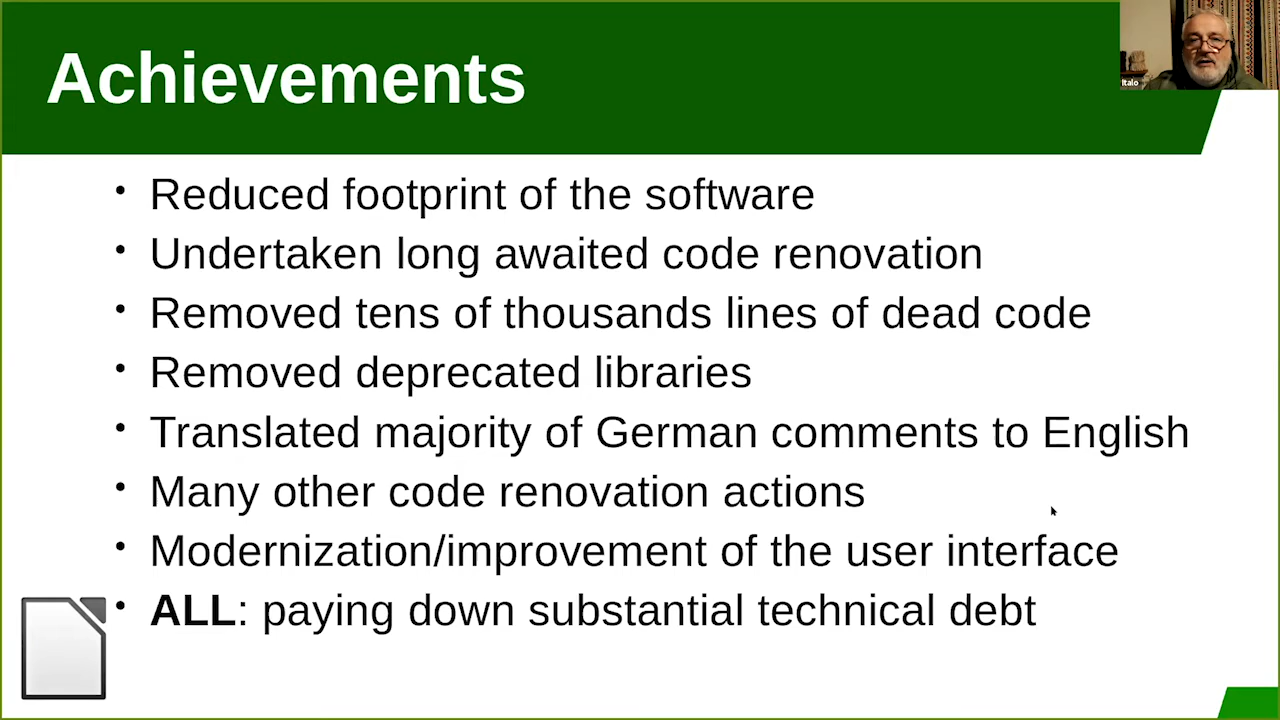 Achievements
Italo
• Reduced footprint of the software
• Undertaken long awaited code renovation
• Removed tens of thousands lines of dead code
• Removed deprecated libraries
• Translated majority of German comments to English
• Many other code renovation actions
• Modernization/improvement of the user interface
• ALL: paying down substantial technical debt